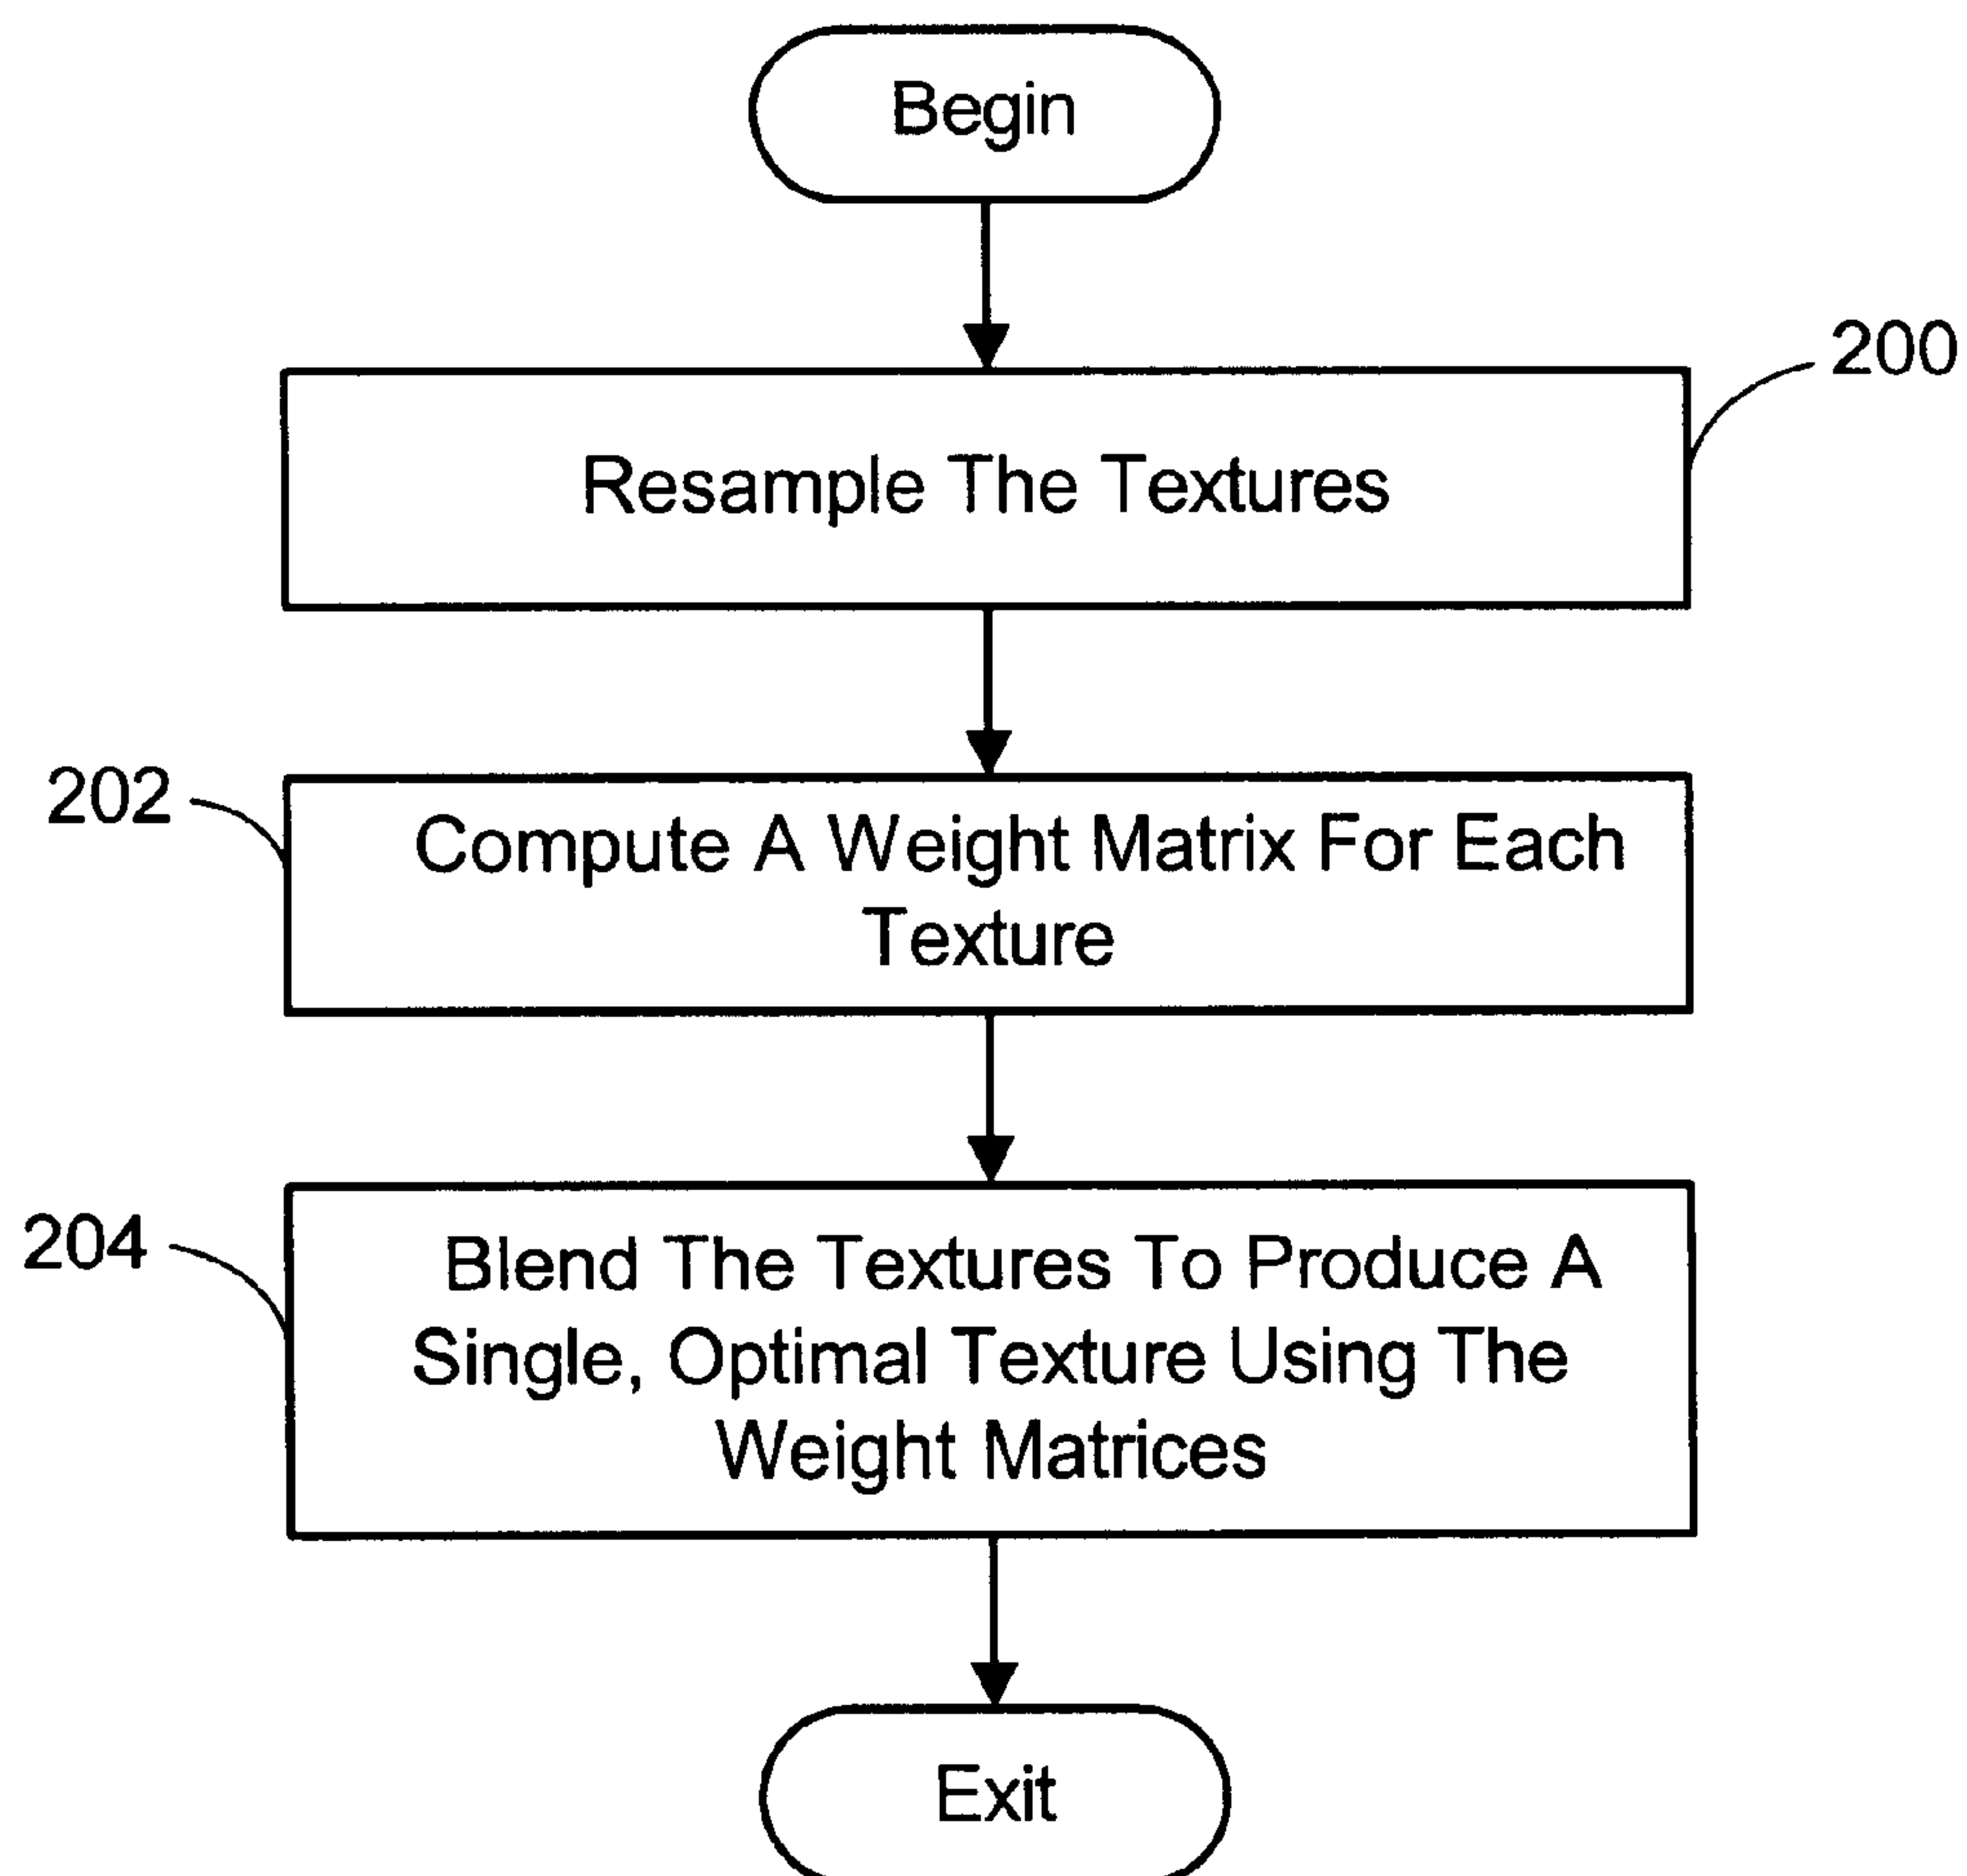 Begin
200
Resample The Textures
202
Compute A Weight Matrix For Each
Texture
204
Blend The Textures To Produce A
Single, Optimal Texture Using The
Weight Matrices
Exit